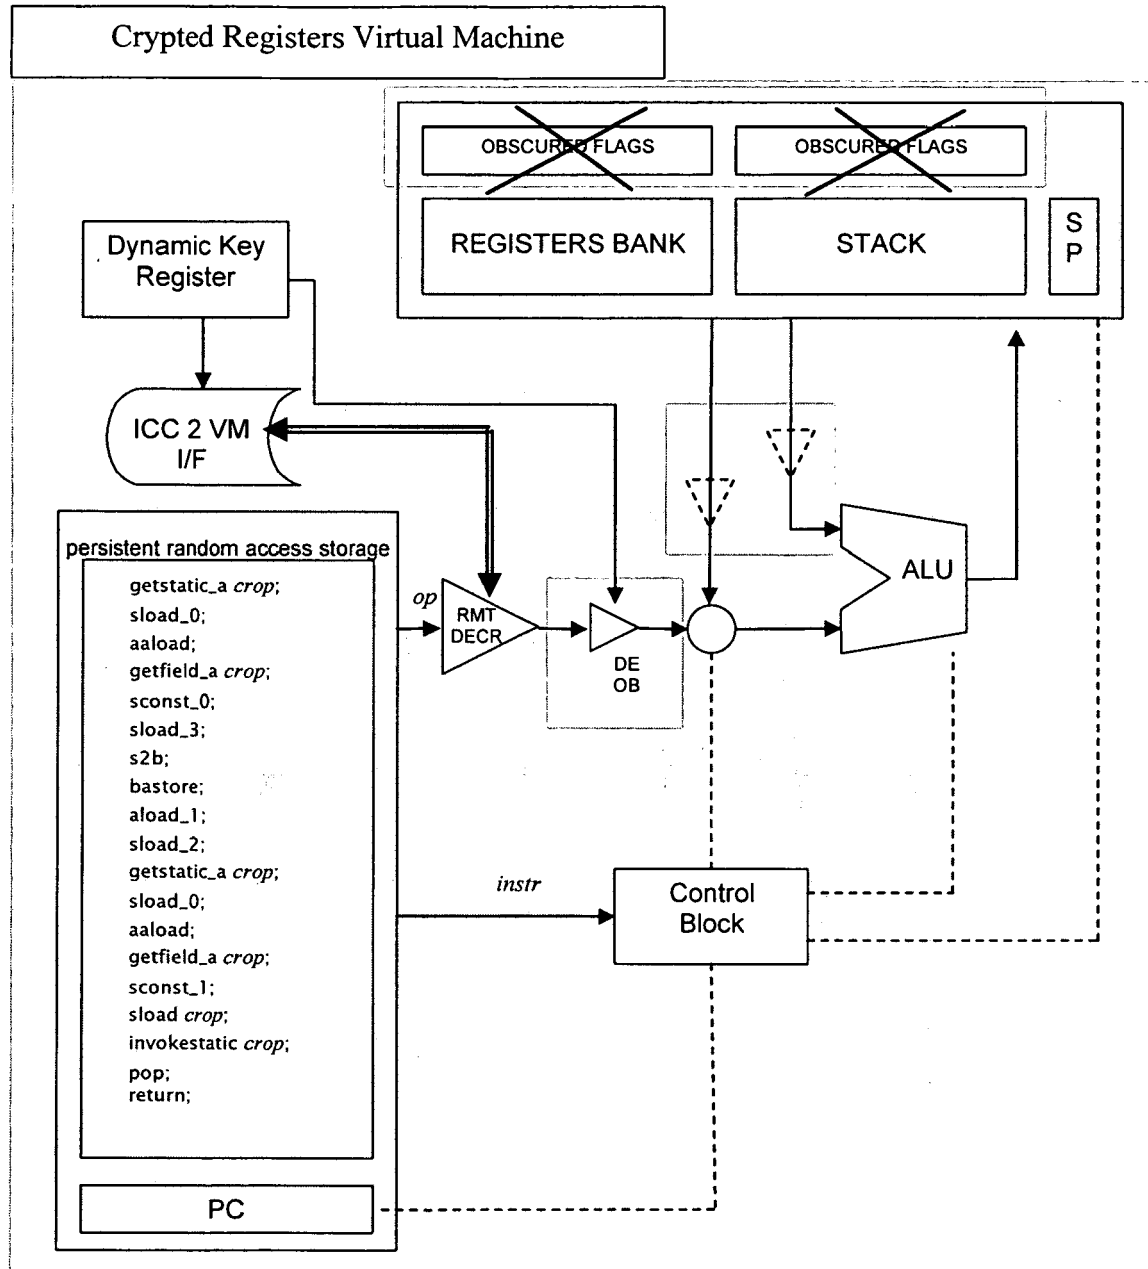 Crypted Registers Virtual Machine
OBSCURED FLAGS
OBSCURED FLAGS
REGISTERS BANK
STACK
S
P
Dynamic Key
Register
ICC 2 VM
I/F
persistent random access storage
getstatic_a crop;
sload_0;
aaload;
getfield_a crop;
sconst_0;
sload_3;
s2b;
bastore;
aload_1;
sload_2;
getstatic_a crop;
sload_0;
aaload;
getfield_a crop;
sconst_1;
sload crop;
invokestatic crop;
pop;
return;
PC
op
RMT
DECR
DE
OB
ALU
instr
Control
Block